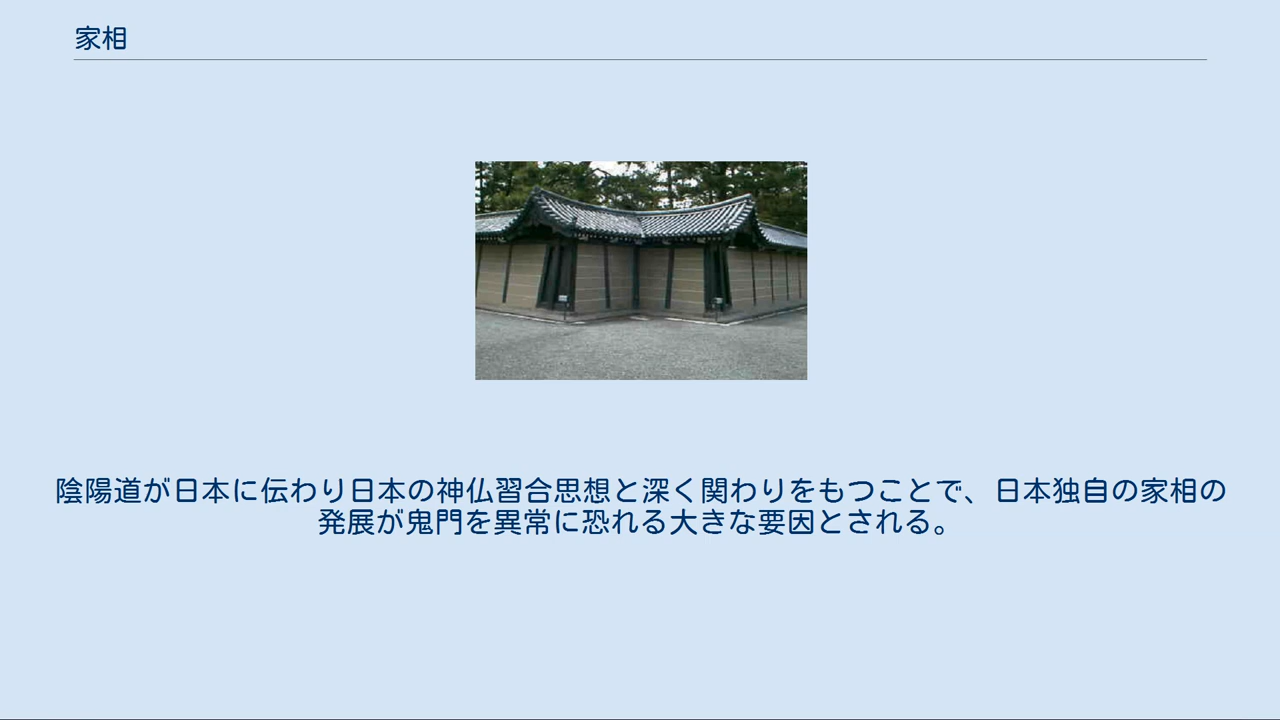 家相
陰陽道が日本に伝わり日本の神仏習合思想と深く関わりをもつことで、日本独自の家相の
発展が鬼門を異常に恐れる大きな要因とされる。